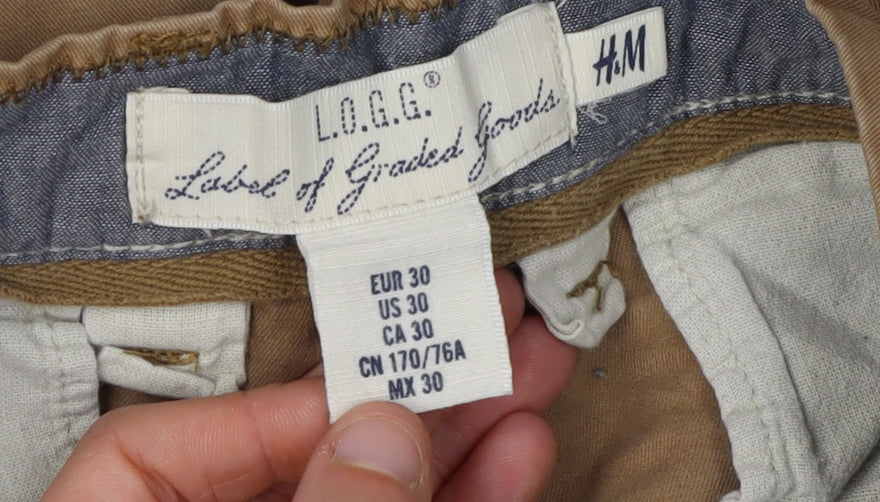 L.O.G.G.®
Label of Graded Goods
H&M
EUR 30
US 30
CA 30
CN 170/76A
MX 30